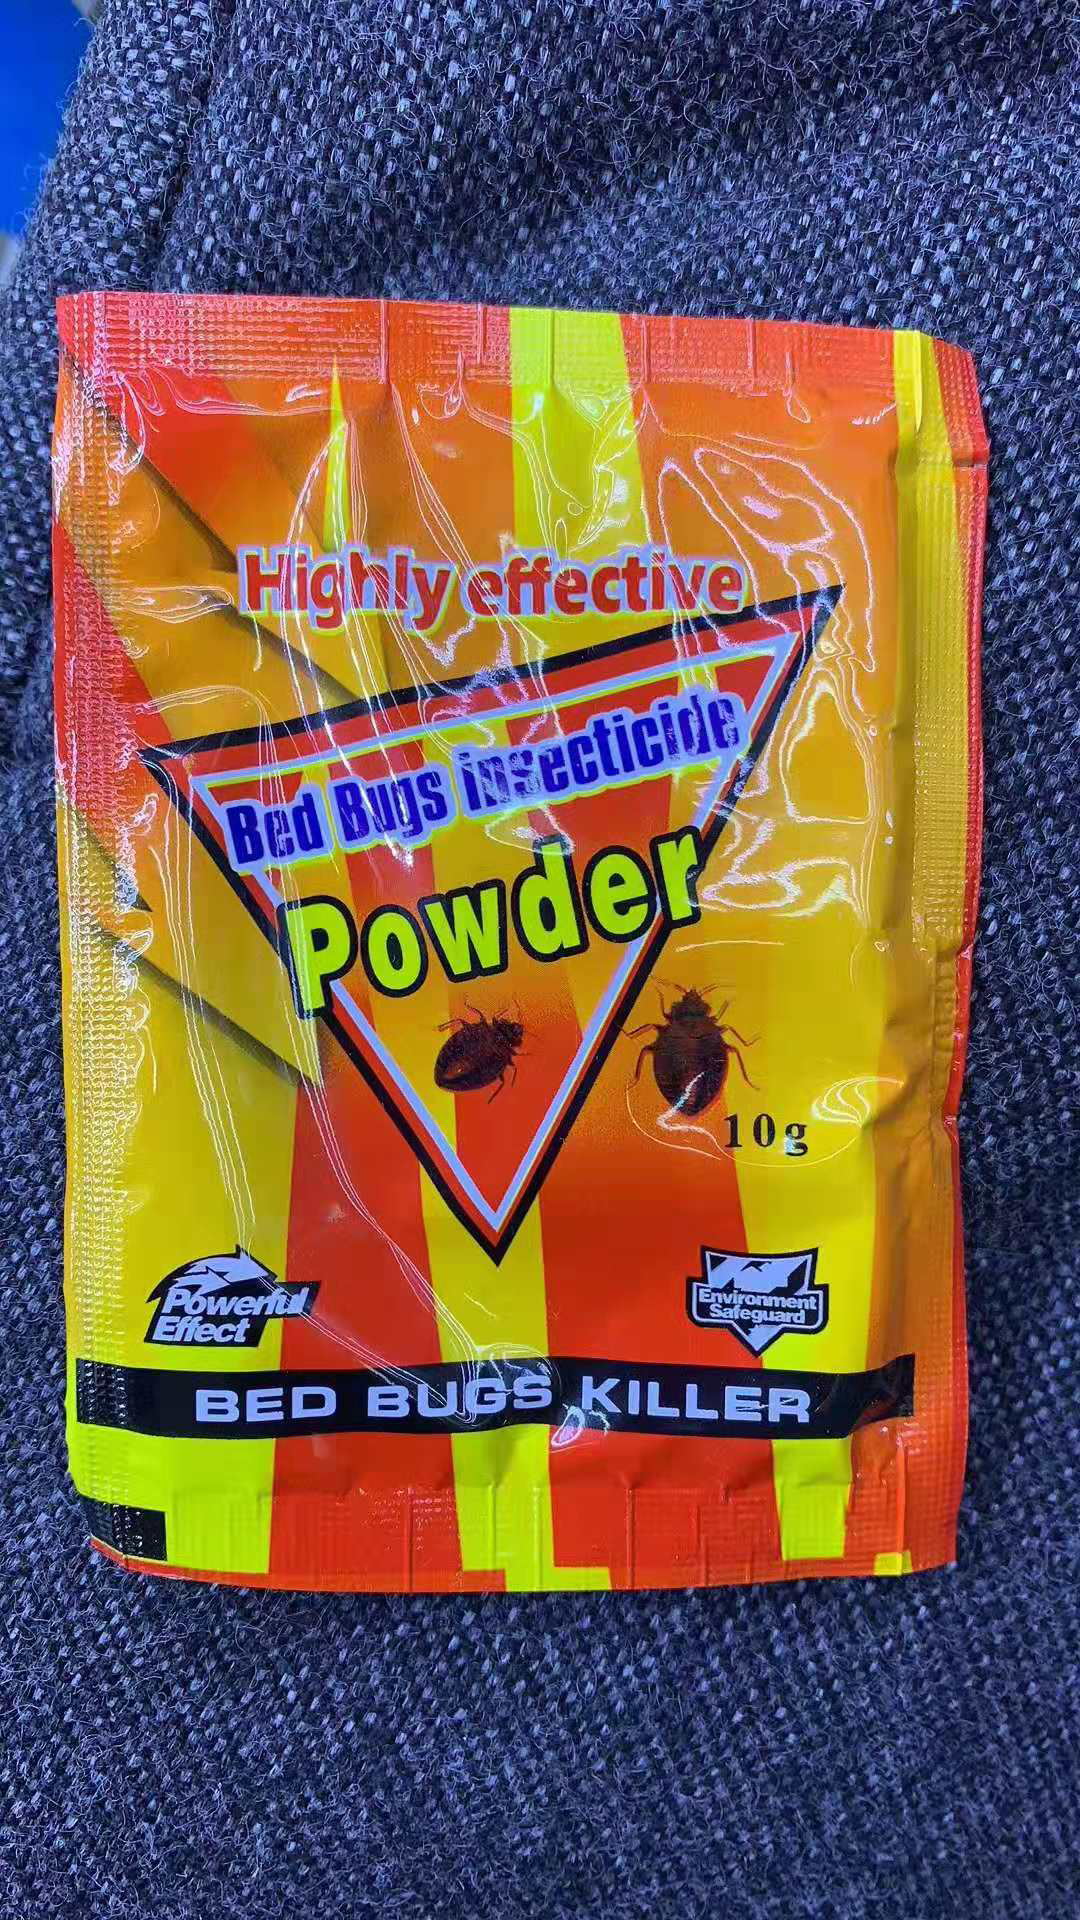 Highly effective
Bed Bugs insecticide
Powder
10g
Powerful
Effect
Environment
Safeguard
BED BUGS KILLER